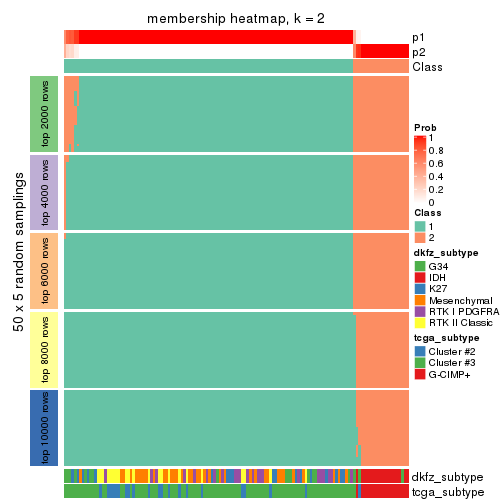 membership heatmap, k = 2
p1
p2
Class
50 x 5 random samplings
top 2000 rows
top 4000 rows
top 6000 rows
top 8000 rows
top 10000 rows
dkfz_subtype
tcga_subtype
Prob
1
0.8
0.6
0.4
0.2
0
Class
1
2
dkfz_subtype
G34
IDH
K27
Mesenchymal
RTK I PDGFRA
RTK II Classic
tcga_subtype
Cluster #2
Cluster #3
G-CIMP+